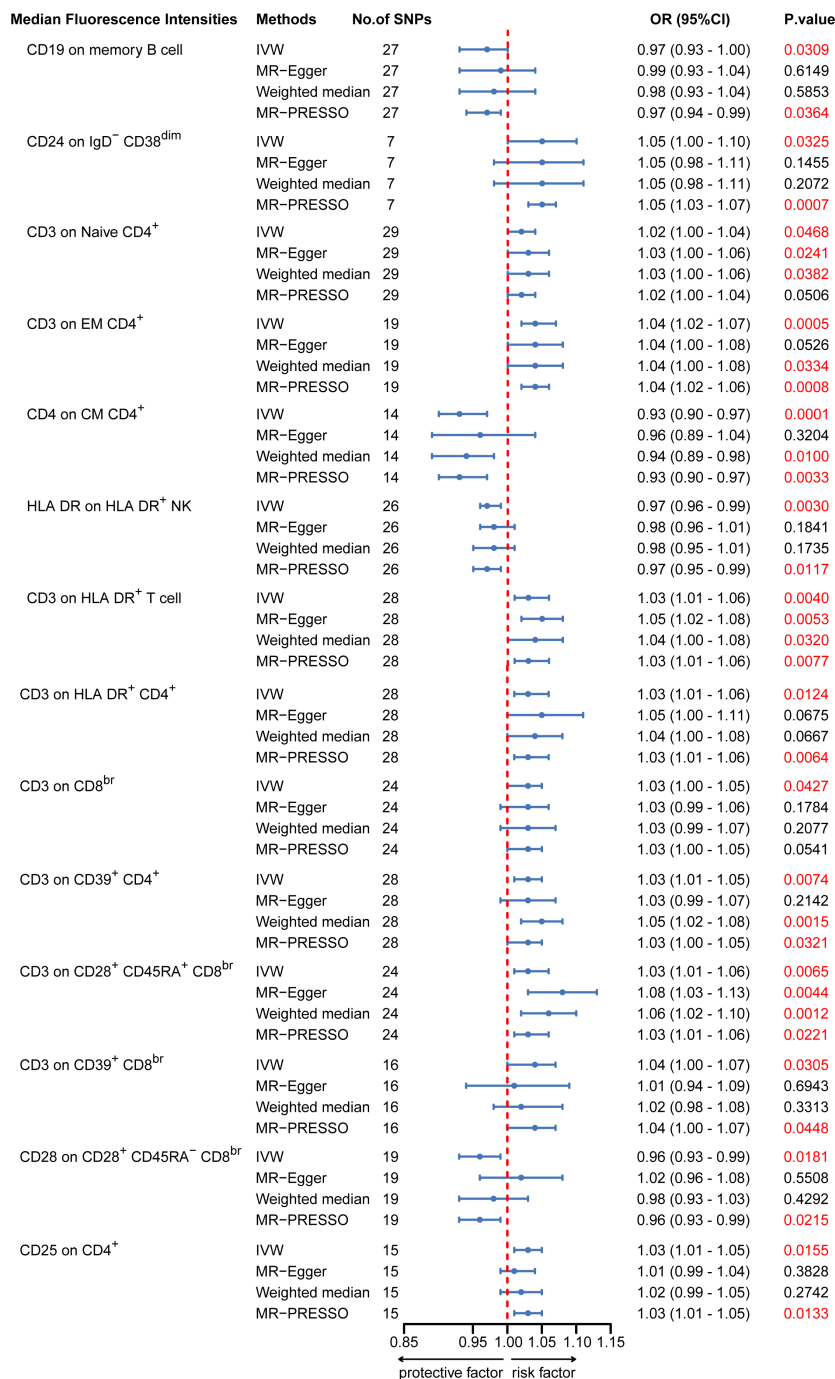 Median Fluorescence Intensities Methods No.of SNPs OR (95%CI) P.value
CD19 on memory B cell IVW 27 0.97 (0.93 - 1.00) 0.0309
MR−Egger 27 0.99 (0.93 - 1.04) 0.6149
Weighted median 27 0.98 (0.93 - 1.04) 0.5853
MR−PRESSO 27 0.97 (0.94 - 0.99) 0.0364
CD24 on IgD⁻ CD38ᵈⁱᵐ IVW 7 1.05 (1.00 - 1.10) 0.0325
MR−Egger 7 1.05 (0.98 - 1.11) 0.1455
Weighted median 7 1.05 (0.98 - 1.11) 0.2072
MR−PRESSO 7 1.05 (1.03 - 1.07) 0.0007
CD3 on Naive CD4⁺ IVW 29 1.02 (1.00 - 1.04) 0.0468
MR−Egger 29 1.03 (1.00 - 1.06) 0.0241
Weighted median 29 1.03 (1.00 - 1.06) 0.0382
MR−PRESSO 29 1.02 (1.00 - 1.04) 0.0506
CD3 on EM CD4⁺ IVW 19 1.04 (1.02 - 1.07) 0.0005
MR−Egger 19 1.04 (1.00 - 1.08) 0.0526
Weighted median 19 1.04 (1.00 - 1.08) 0.0334
MR−PRESSO 19 1.04 (1.02 - 1.06) 0.0008
CD4 on CM CD4⁺ IVW 14 0.93 (0.90 - 0.97) 0.0001
MR−Egger 14 0.96 (0.89 - 1.04) 0.3204
Weighted median 14 0.94 (0.89 - 0.98) 0.0100
MR−PRESSO 14 0.93 (0.90 - 0.97) 0.0033
HLA DR on HLA DR⁺ NK IVW 26 0.97 (0.96 - 0.99) 0.0030
MR−Egger 26 0.98 (0.96 - 1.01) 0.1841
Weighted median 26 0.98 (0.95 - 1.01) 0.1735
MR−PRESSO 26 0.97 (0.95 - 0.99) 0.0117
CD3 on HLA DR⁺ T cell IVW 28 1.03 (1.01 - 1.06) 0.0040
MR−Egger 28 1.05 (1.02 - 1.08) 0.0053
Weighted median 28 1.04 (1.00 - 1.08) 0.0320
MR−PRESSO 28 1.03 (1.01 - 1.06) 0.0077
CD3 on HLA DR⁺ CD4⁺ IVW 28 1.03 (1.01 - 1.06) 0.0124
MR−Egger 28 1.05 (1.00 - 1.11) 0.0675
Weighted median 28 1.04 (1.00 - 1.08) 0.0667
MR−PRESSO 28 1.03 (1.01 - 1.06) 0.0064
CD3 on CD8ᵇʳ IVW 24 1.03 (1.00 - 1.05) 0.0427
MR−Egger 24 1.03 (0.99 - 1.06) 0.1784
Weighted median 24 1.03 (0.99 - 1.07) 0.2077
MR−PRESSO 24 1.03 (1.00 - 1.05) 0.0541
CD3 on CD39⁺ CD4⁺ IVW 28 1.03 (1.01 - 1.05) 0.0074
MR−Egger 28 1.03 (0.99 - 1.07) 0.2142
Weighted median 28 1.05 (1.02 - 1.08) 0.0015
MR−PRESSO 28 1.03 (1.00 - 1.05) 0.0321
CD3 on CD28⁺ CD45RA⁺ CD8ᵇʳ IVW 24 1.03 (1.01 - 1.06) 0.0065
MR−Egger 24 1.08 (1.03 - 1.13) 0.0044
Weighted median 24 1.06 (1.02 - 1.10) 0.0012
MR−PRESSO 24 1.03 (1.01 - 1.06) 0.0221
CD3 on CD39⁺ CD8ᵇʳ IVW 16 1.04 (1.00 - 1.07) 0.0305
MR−Egger 16 1.01 (0.94 - 1.09) 0.6943
Weighted median 16 1.02 (0.98 - 1.08) 0.3313
MR−PRESSO 16 1.04 (1.00 - 1.07) 0.0448
CD28 on CD28⁺ CD45RA⁻ CD8ᵇʳ IVW 19 0.96 (0.93 - 0.99) 0.0181
MR−Egger 19 1.02 (0.96 - 1.08) 0.5508
Weighted median 19 0.98 (0.93 - 1.03) 0.4292
MR−PRESSO 19 0.96 (0.93 - 0.99) 0.0215
CD25 on CD4⁺ IVW 15 1.03 (1.01 - 1.05) 0.0155
MR−Egger 15 1.01 (0.99 - 1.04) 0.3828
Weighted median 15 1.02 (0.99 - 1.05) 0.2742
MR−PRESSO 15 1.03 (1.01 - 1.05) 0.0133
0.85 0.95 1.00 1.05 1.10 1.15
protective factor risk factor